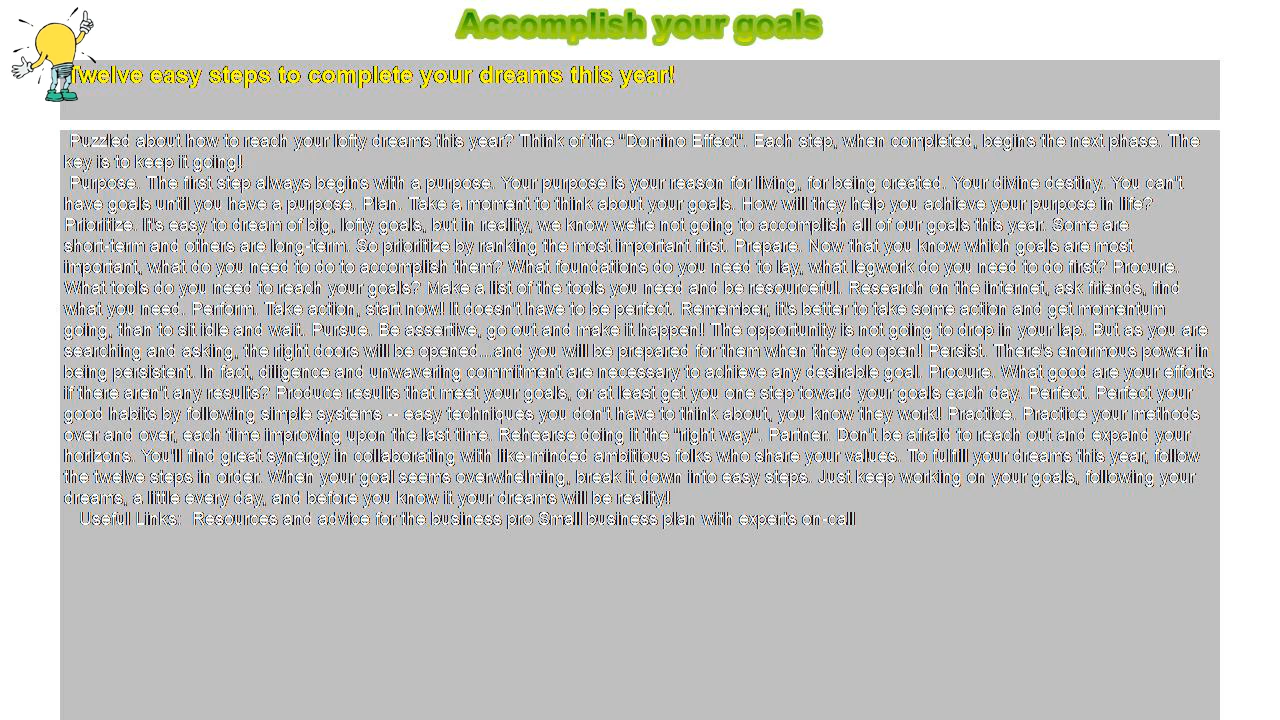 Accomplish your goals
Twelve easy steps to complete your dreams this year!
Puzzled about how to reach your lofty dreams this year? Think of the "Domino Effect". Each step, when completed, begins the next phase. The
key is to keep it going!
Purpose. The first step always begins with a purpose. Your purpose is your reason for living, for being created. Your divine destiny. You can't
have goals until you have a purpose. Plan. Take a moment to think about your goals. How will they help you achieve your purpose in life?
Prioritize. It's easy to dream of big, lofty goals, but in reality, we know we're not going to accomplish all of our goals this year. Some are
short-term and others are long-term. So prioritize by ranking the most important first. Prepare. Now that you know which goals are most
important, what do you need to do to accomplish them? What foundations do you need to lay, what legwork do you need to do first? Procure.
What tools do you need to reach your goals? Make a list of the tools you need and be resourceful. Research on the internet, ask friends, find
what you need. Perform. Take action, start now! It doesn't have to be perfect. Remember, it's better to take some action and get momentum
going, than to sit idle and wait. Pursue. Be assertive, go out and make it happen! The opportunity is not going to drop in your lap. But as you are
searching and asking, the right doors will be opened...and you will be prepared for them when they do open! Persist. There's enormous power in
being persistent. In fact, diligence and unwavering commitment are necessary to achieve any desirable goal. Procure. What good are your efforts
if there aren't any results? Produce results that meet your goals, or at least get you one step toward your goals each day. Perfect. Perfect your
good habits by following simple systems -- easy techniques you don't have to think about, you know they work! Practice. Practice your methods
over and over, each time improving upon the last time. Rehearse doing it the "right way". Partner. Don't be afraid to reach out and expand your
horizons. You'll find great synergy in collaborating with like-minded ambitious folks who share your values. To fulfill your dreams this year, follow
the twelve steps in order. When your goal seems overwhelming, break it down into easy steps. Just keep working on your goals, following your
dreams, a little every day, and before you know it your dreams will be reality!
Useful Links: Resources and advice for the business pro Small business plan with experts on-call